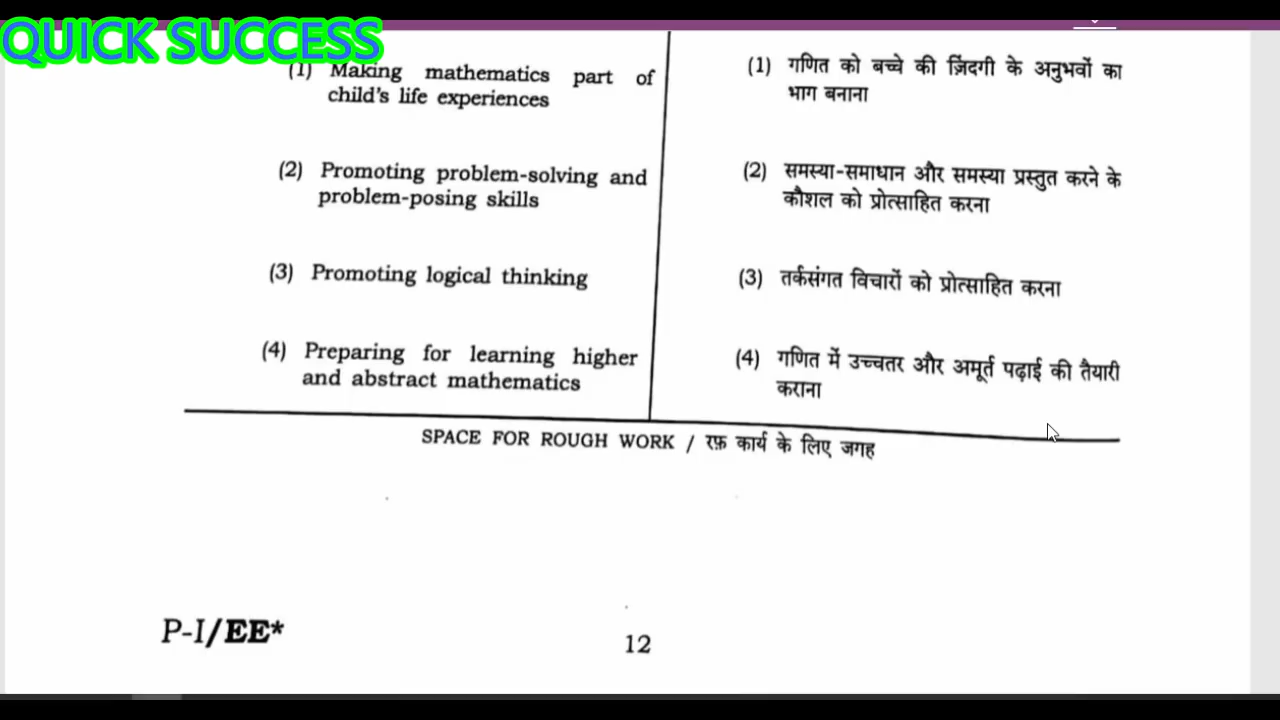 QUICK SUCCESS
(1) Making mathematics part of
child's life experiences
(2) Promoting problem-solving and
problem-posing skills
(3) Promoting logical thinking
(4) Preparing for learning higher
and abstract mathematics
(1) गणित को बच्चे की ज़िंदगी के अनुभवों का
भाग बनाना
(2) समस्या-समाधान और समस्या प्रस्तुत करने के
कौशल को प्रोत्साहित करना
(3) तर्कसंगत विचारों को प्रोत्साहित करना
(4) गणित में उच्चतर और अमूर्त पढ़ाई की तैयारी
कराना
SPACE FOR ROUGH WORK / रफ़ कार्य के लिए जगह
P-I/EE*
12